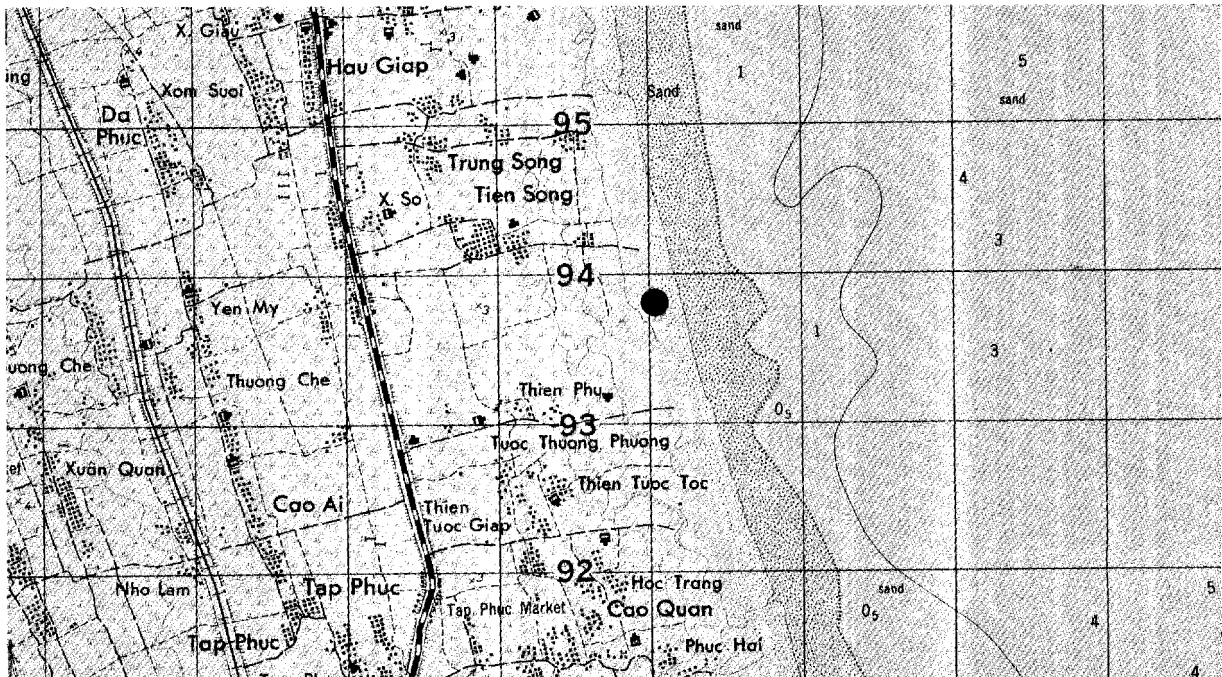 X. Giau
3
sand
5
Hau Giap
1
Xom Suoi
Sand
sand
Da
Phuc
95
Trung Song
4
X. So
Tien Song
3
94
Yen My
3
1
3
uong Che
Thuong Che
Thien Phu
0₅
93
Tuoc Thuong Phuong
Xuân Quan
Thien Tuoc Toc
Cao Ai
Thien
Tuoc Giap
92
Nho Lam
Tap Phuc
Hoc Trang
sand
5
Tap Phuc Market
Cao Quan
0₅
4
Tap Phuc
Phuc Hai
4